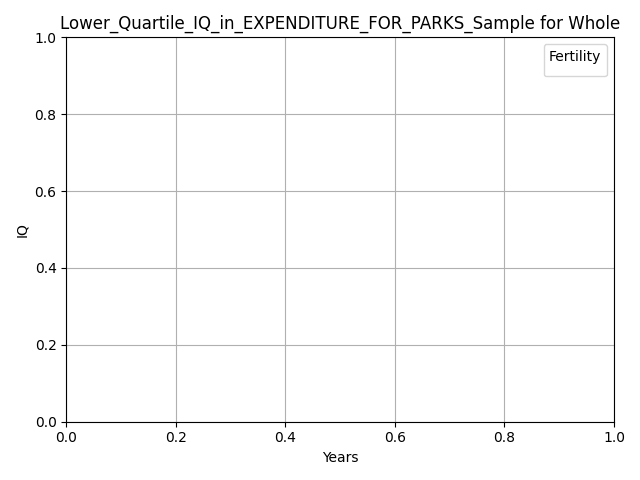 Lower_Quartile_IQ_in_EXPENDITURE_FOR_PARKS_Sample for Whole
Fertility
1.0
0.8
0.6
0.4
0.2
0.0
IQ
0.0 0.2 0.4 0.6 0.8 1.0
Years